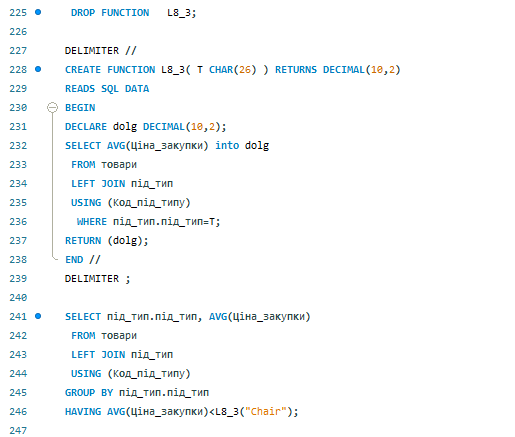 225 DROP FUNCTION L8_3;
226
227 DELIMITER //
228 CREATE FUNCTION L8_3( T CHAR(26) ) RETURNS DECIMAL(10,2)
229 READS SQL DATA
230 BEGIN
231 DECLARE dolg DECIMAL(10,2);
232 SELECT AVG(Ціна_закупки) into dolg
233 FROM товари
234 LEFT JOIN під_тип
235 USING (Код_під_типу)
236 WHERE під_тип.під_тип=T;
237 RETURN (dolg);
238 END //
239 DELIMITER ;
240
241 SELECT під_тип.під_тип, AVG(Ціна_закупки)
242 FROM товари
243 LEFT JOIN під_тип
244 USING (Код_під_типу)
245 GROUP BY під_тип.під_тип
246 HAVING AVG(Ціна_закупки)<L8_3("Chair");
247